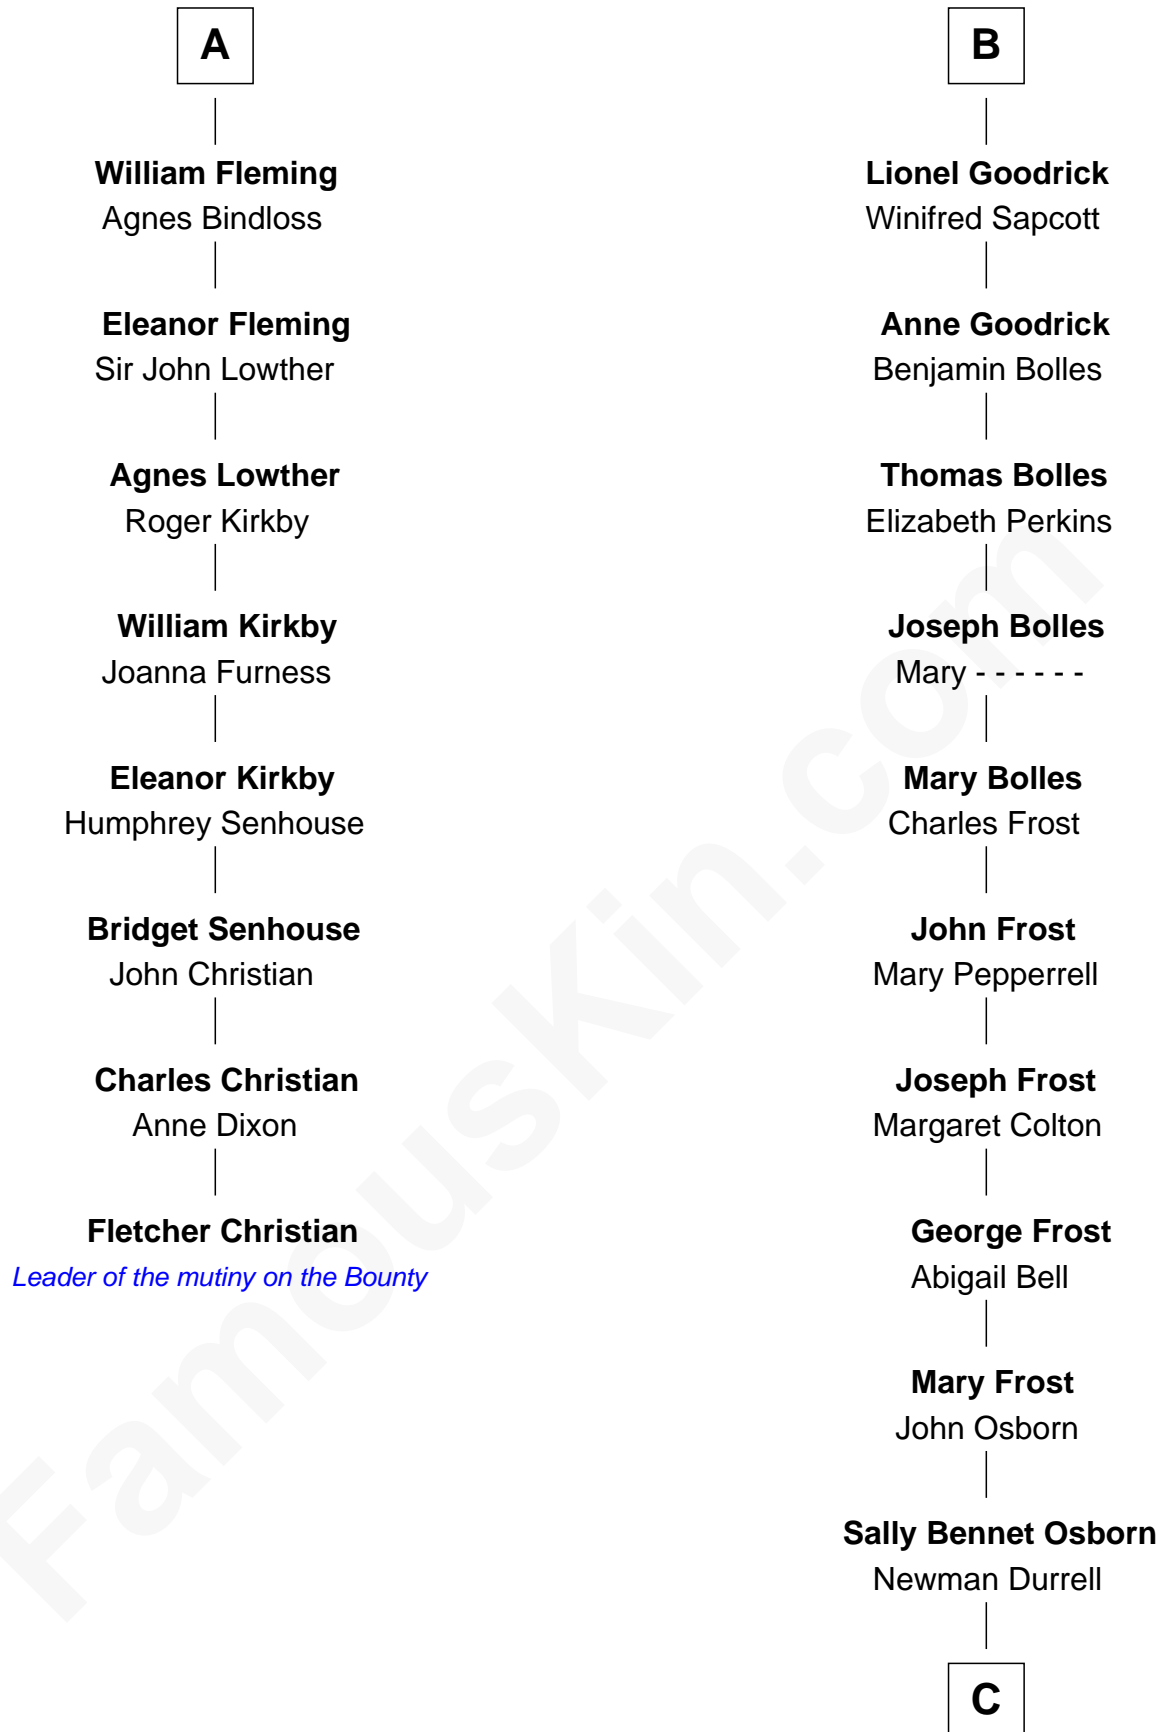 A
William Fleming
Agnes Bindloss
Eleanor Fleming
Sir John Lowther
Agnes Lowther
Roger Kirkby
William Kirkby
Joanna Furness
Eleanor Kirkby
Humphrey Senhouse
Bridget Senhouse
John Christian
Charles Christian
Anne Dixon
Fletcher Christian
Leader of the mutiny on the Bounty
B
Lionel Goodrick
Winifred Sapcott
Anne Goodrick
Benjamin Bolles
Thomas Bolles
Elizabeth Perkins
Joseph Bolles
Mary - - - - - -
Mary Bolles
Charles Frost
John Frost
Mary Pepperrell
Joseph Frost
Margaret Colton
George Frost
Abigail Bell
Mary Frost
John Osborn
Sally Bennet Osborn
Newman Durrell
C
FamousKin.com